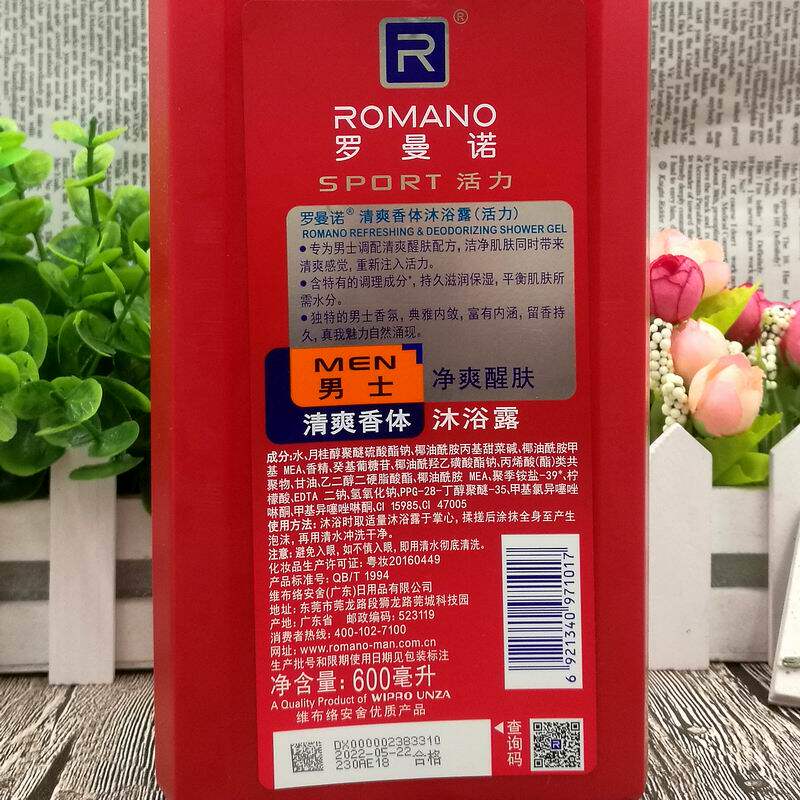 R ®
ROMANO
罗曼诺
SPORT 活力
罗曼诺® 清爽香体沐浴露(活力)
ROMANO REFRESHING & DEODORIZING SHOWER GEL
•专为男士调配清爽醒肤配方, 洁净肌肤同时带来
清爽感觉, 重新注入活力。
•含特有的调理成分*, 持久滋润保湿, 平衡肌肤所
需水分。
•独特的男士香氛, 典雅内敛, 富有内涵, 留香持
久, 真我魅力自然涌现。
MEN
男士
净爽醒肤
清爽香体 沐浴露
成分:水,月桂醇聚醚硫酸酯钠,椰油酰胺丙基甜菜碱,椰油酰胺甲
基 MEA,香精,癸基葡糖苷,椰油酰羟乙磺酸酯钠,丙烯酸(酯)类共
聚物,甘油,乙二醇二硬脂酸酯,椰油酰胺 MEA,聚季铵盐-39*,柠
檬酸,EDTA 二钠,氢氧化钠,PPG-28-丁醇聚醚-35,甲基氯异噻唑
啉酮,甲基异噻唑啉酮,CI 15985,CI 47005
使用方法: 沐浴时取适量沐浴露于掌心, 揉搓后涂抹全身至产生
泡沫, 再用清水冲洗干净。
注意: 避免入眼, 如不慎入眼, 即用清水彻底清洗。
化妆品生产许可证: 粤妆20160449
产品标准号: QB/T 1994
维布络安舍(广东)日用品有限公司
地址: 东莞市莞龙路段狮龙路莞城科技园
产地: 广东省 邮政编码: 523119
消费者热线: 400-102-7100
网址: www.romano-man.com.cn
生产批号和限期使用日期见包装标注
净含量: 600毫升
A Quality Product of WIPRO UNZA
维布络安舍优质产品
6 921340 971017
DX000002383310
2022-05-22
230AE18 合格
查询码